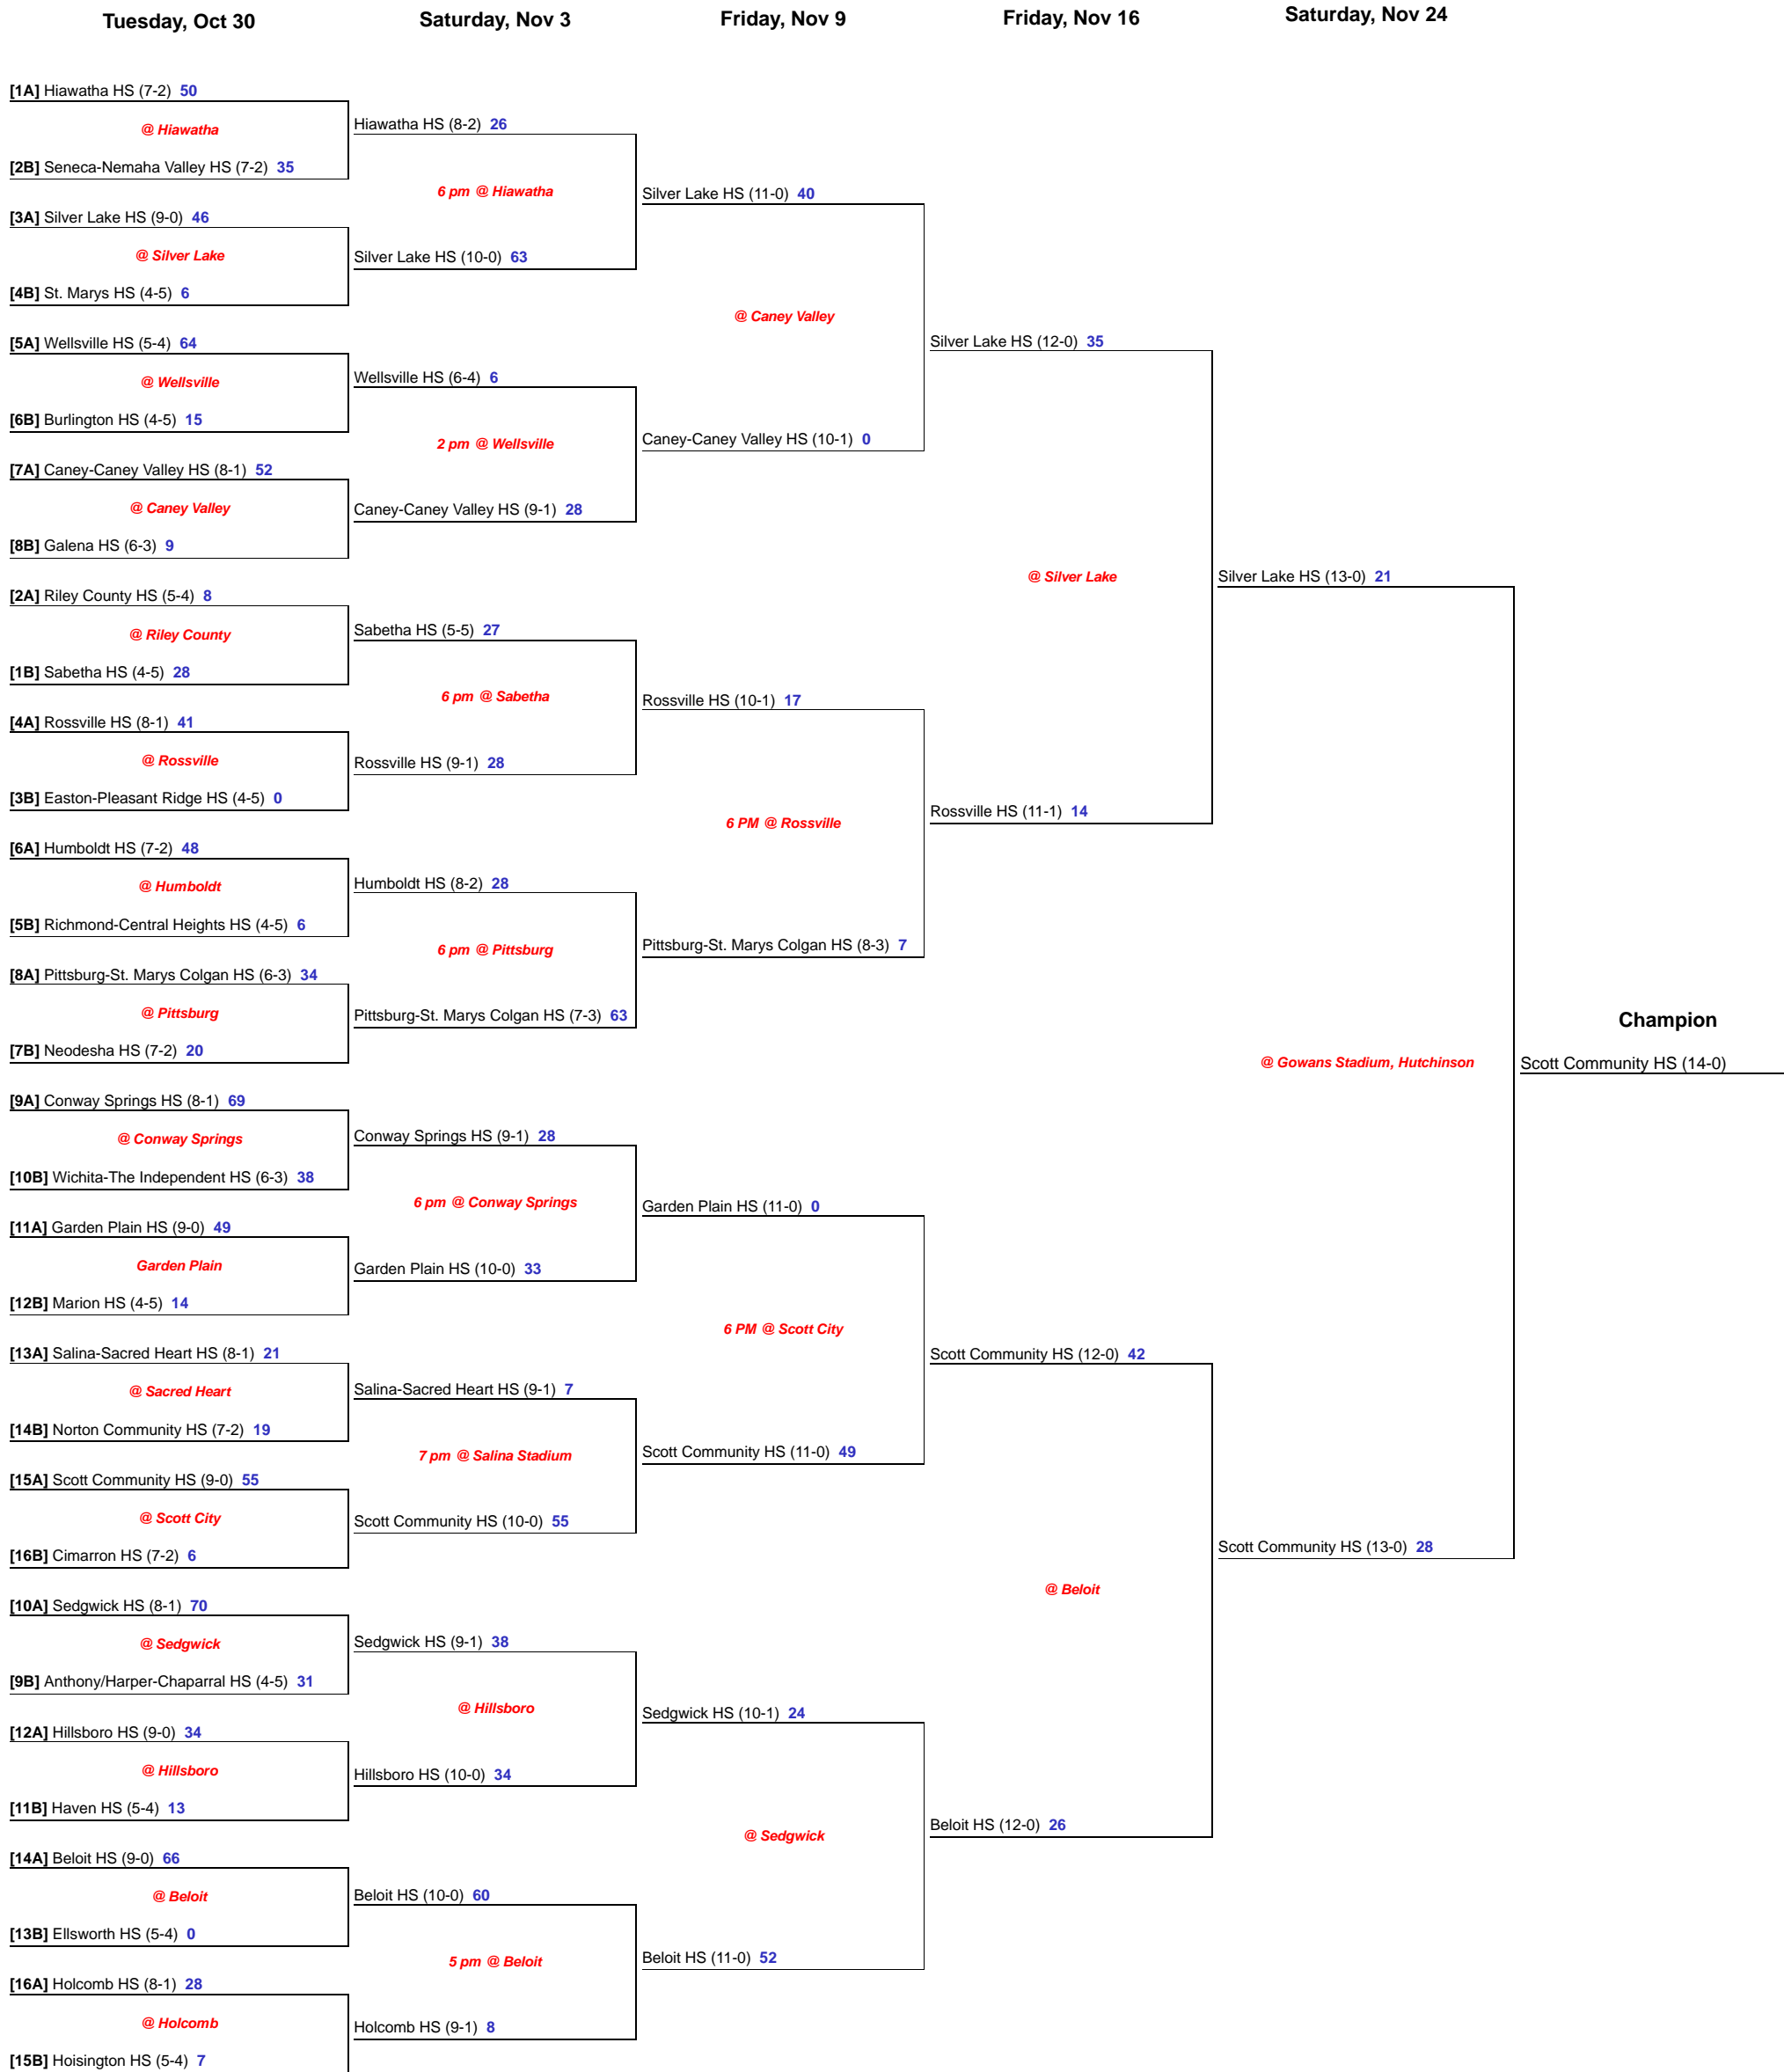 Tuesday, Oct 30
Saturday, Nov 3
Friday, Nov 9
Friday, Nov 16
Saturday, Nov 24
[1A] Hiawatha HS (7-2) 50
@ Hiawatha
[2B] Seneca-Nemaha Valley HS (7-2) 35
[3A] Silver Lake HS (9-0) 46
@ Silver Lake
[4B] St. Marys HS (4-5) 6
[5A] Wellsville HS (5-4) 64
@ Wellsville
[6B] Burlington HS (4-5) 15
[7A] Caney-Caney Valley HS (8-1) 52
@ Caney Valley
[8B] Galena HS (6-3) 9
[2A] Riley County HS (5-4) 8
@ Riley County
[1B] Sabetha HS (4-5) 28
[4A] Rossville HS (8-1) 41
@ Rossville
[3B] Easton-Pleasant Ridge HS (4-5) 0
[6A] Humboldt HS (7-2) 48
@ Humboldt
[5B] Richmond-Central Heights HS (4-5) 6
[8A] Pittsburg-St. Marys Colgan HS (6-3) 34
@ Pittsburg
[7B] Neodesha HS (7-2) 20
[9A] Conway Springs HS (8-1) 69
@ Conway Springs
[10B] Wichita-The Independent HS (6-3) 38
[11A] Garden Plain HS (9-0) 49
Garden Plain
[12B] Marion HS (4-5) 14
[13A] Salina-Sacred Heart HS (8-1) 21
@ Sacred Heart
[14B] Norton Community HS (7-2) 19
[15A] Scott Community HS (9-0) 55
@ Scott City
[16B] Cimarron HS (7-2) 6
[10A] Sedgwick HS (8-1) 70
@ Sedgwick
[9B] Anthony/Harper-Chaparral HS (4-5) 31
[12A] Hillsboro HS (9-0) 34
@ Hillsboro
[11B] Haven HS (5-4) 13
[14A] Beloit HS (9-0) 66
@ Beloit
[13B] Ellsworth HS (5-4) 0
[16A] Holcomb HS (8-1) 28
@ Holcomb
[15B] Hoisington HS (5-4) 7
Hiawatha HS (8-2) 26
6 pm @ Hiawatha
Silver Lake HS (10-0) 63
Wellsville HS (6-4) 6
2 pm @ Wellsville
Caney-Caney Valley HS (9-1) 28
Sabetha HS (5-5) 27
6 pm @ Sabetha
Rossville HS (9-1) 28
Humboldt HS (8-2) 28
6 pm @ Pittsburg
Pittsburg-St. Marys Colgan HS (7-3) 63
Conway Springs HS (9-1) 28
6 pm @ Conway Springs
Garden Plain HS (10-0) 33
Salina-Sacred Heart HS (9-1) 7
7 pm @ Salina Stadium
Scott Community HS (10-0) 55
Sedgwick HS (9-1) 38
@ Hillsboro
Hillsboro HS (10-0) 34
Beloit HS (10-0) 60
5 pm @ Beloit
Holcomb HS (9-1) 8
Silver Lake HS (11-0) 40
@ Caney Valley
Caney-Caney Valley HS (10-1) 0
Rossville HS (10-1) 17
6 PM @ Rossville
Pittsburg-St. Marys Colgan HS (8-3) 7
Garden Plain HS (11-0) 0
6 PM @ Scott City
Scott Community HS (11-0) 49
Sedgwick HS (10-1) 24
@ Sedgwick
Beloit HS (11-0) 52
Silver Lake HS (12-0) 35
@ Silver Lake
Rossville HS (11-1) 14
Scott Community HS (12-0) 42
@ Beloit
Beloit HS (12-0) 26
Silver Lake HS (13-0) 21
@ Gowans Stadium, Hutchinson
Scott Community HS (13-0) 28
Champion
Scott Community HS (14-0)